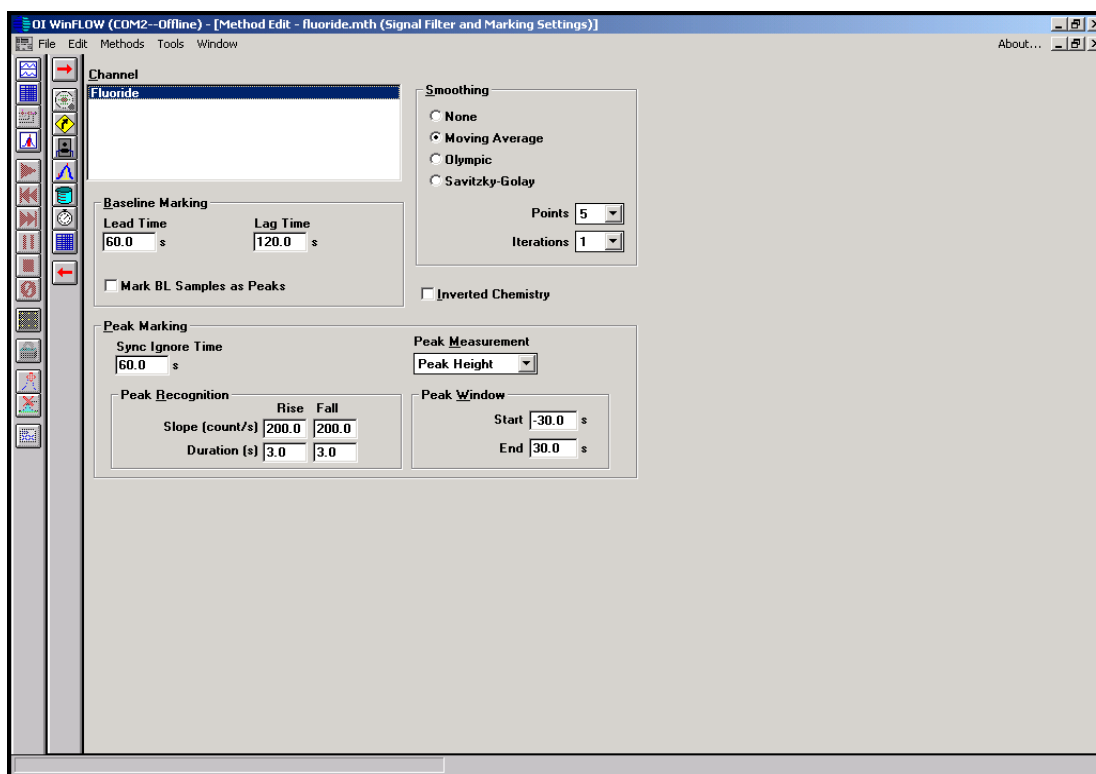 OI WinFLOW (COM2--Offline) - [Method Edit - fluoride.mth (Signal Filter and Marking Settings)]
File Edit Methods Tools Window About...
Channel
Fluoride
Smoothing
None
Moving Average
Olympic
Savitzky-Golay
Points 5
Iterations 1
Baseline Marking
Lead Time Lag Time
60.0 s 120.0 s
Mark BL Samples as Peaks
Inverted Chemistry
Peak Marking
Sync Ignore Time
60.0 s
Peak Measurement
Peak Height
Peak Recognition
Rise Fall
Slope (count/s) 200.0 200.0
Duration (s) 3.0 3.0
Peak Window
Start -30.0 s
End 30.0 s